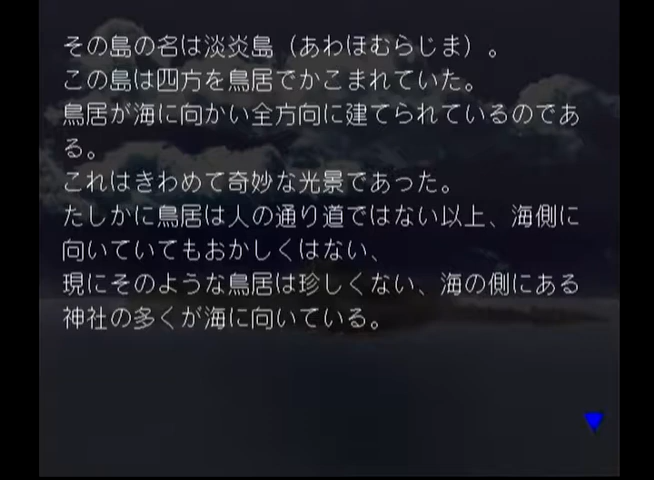 その島の名は淡炎島（あわほむらじま）。
この島は四方を鳥居でかこまれていた。
鳥居が海に向かい全方向に建てられているのであ
る。
これはきわめて奇妙な光景であった。
たしかに鳥居は人の通り道ではない以上、海側に
向いていてもおかしくはない、
現にそのような鳥居は珍しくない、海の側にある
神社の多くが海に向いている。